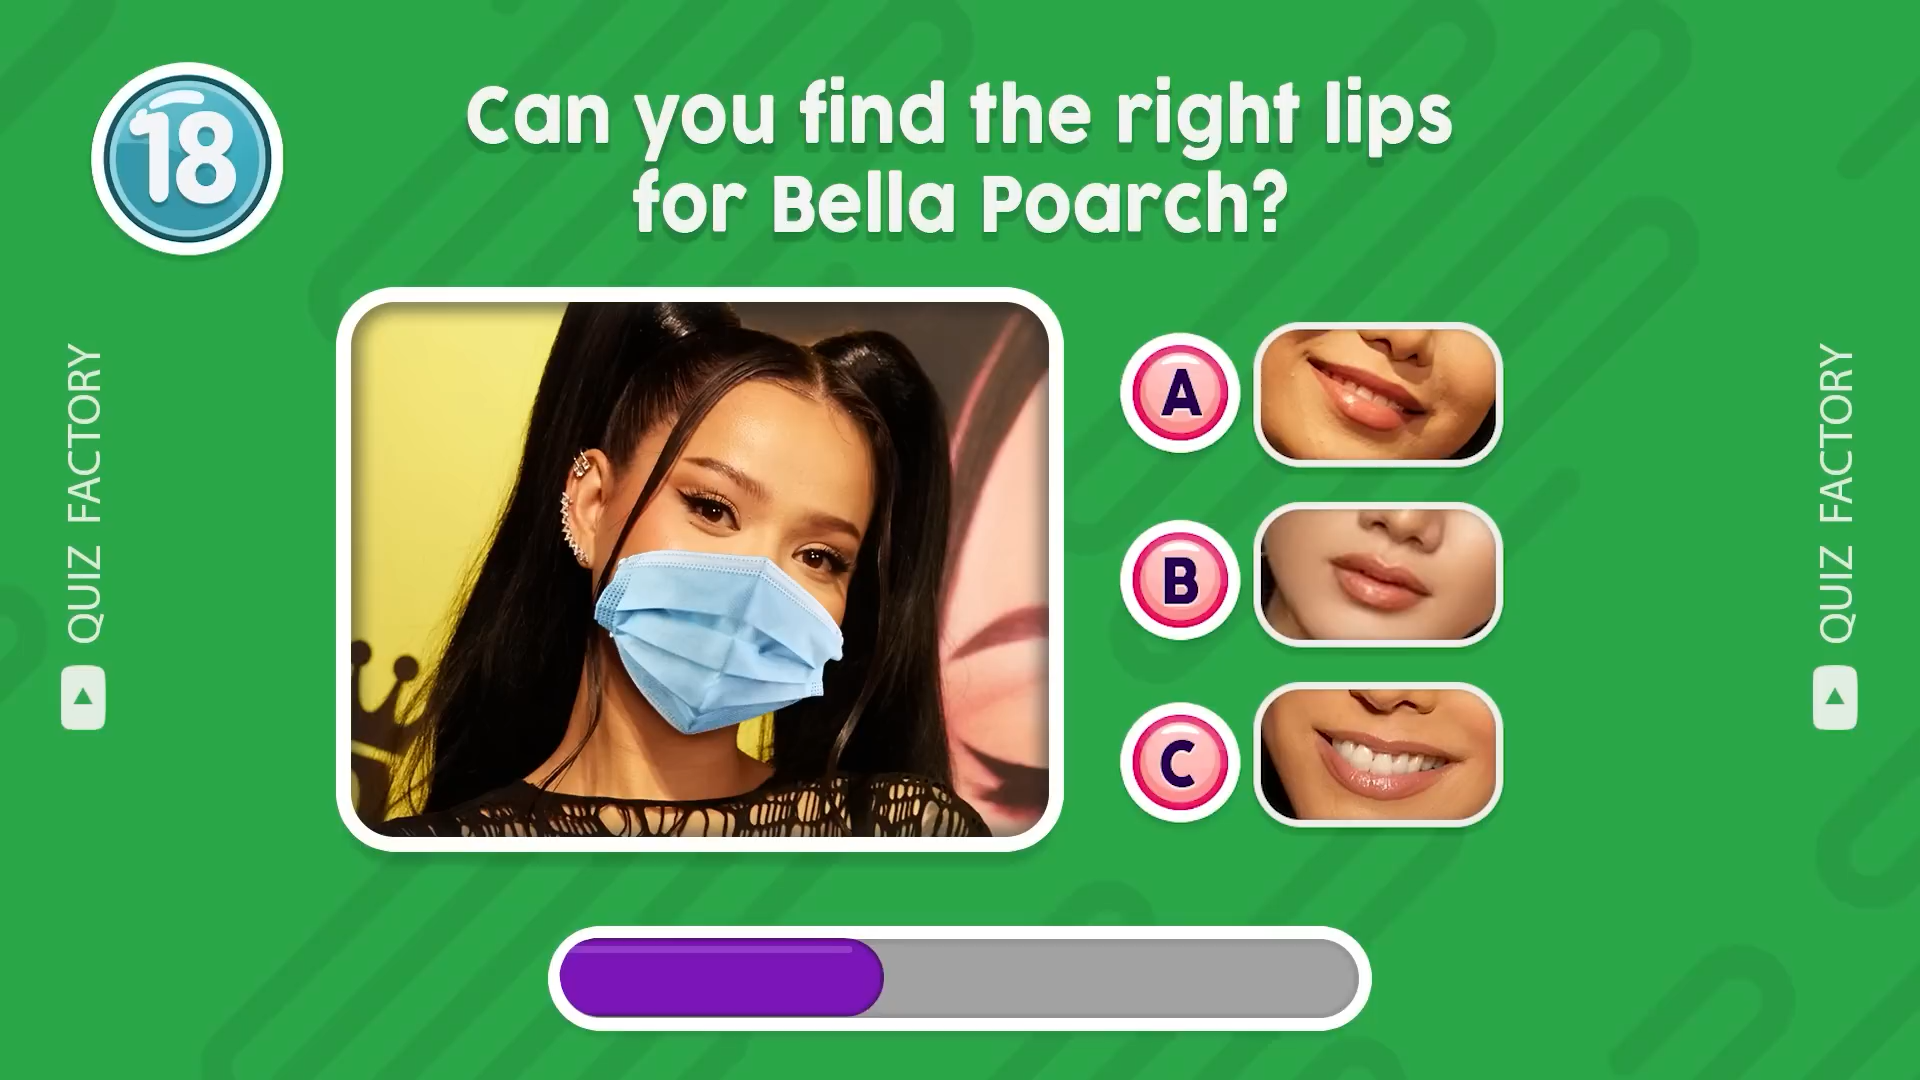 18
Can you find the right lips
for Bella Poarch?
A
B
C
QUIZ FACTORY
QUIZ FACTORY